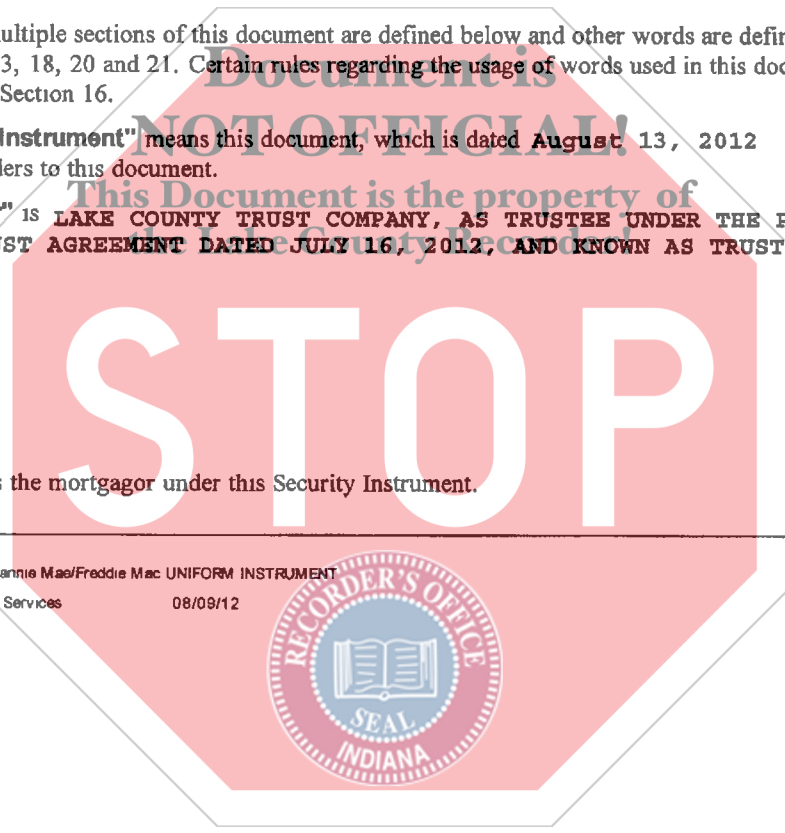 ultiple sections of this document are defined below and other words are defin
3, 18, 20 and 21. Certain rules regarding the usage of words used in this doc
Section 16.
Document is
Instrument" means this document, which is dated August 13, 2012
NOT OFFICIAL!
ders to this document.
This Document is the property of
" is LAKE COUNTY TRUST COMPANY, AS TRUSTEE UNDER THE P
the Lake County Recorder!
ST AGREEMENT DATED JULY 16, 2012, AND KNOWN AS TRUST
STOP
s the mortgagor under this Security Instrument.
annie Mae/Freddie Mac UNIFORM INSTRUMENT
Services 08/09/12
RECORDER'S OFFICE
SEAL
INDIANA